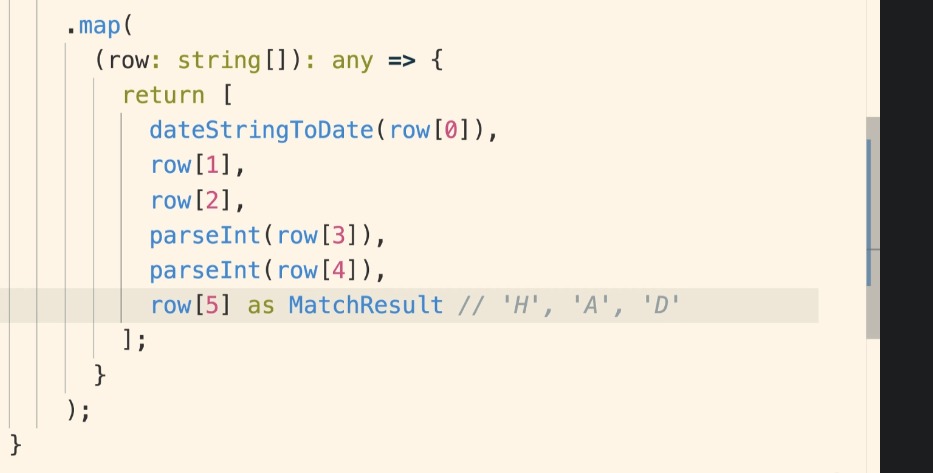 .map(
(row: string[]): any => {
return [
dateStringToDate(row[0]),
row[1],
row[2],
parseInt(row[3]),
parseInt(row[4]),
row[5] as MatchResult // 'H', 'A', 'D'
];
}
);
}